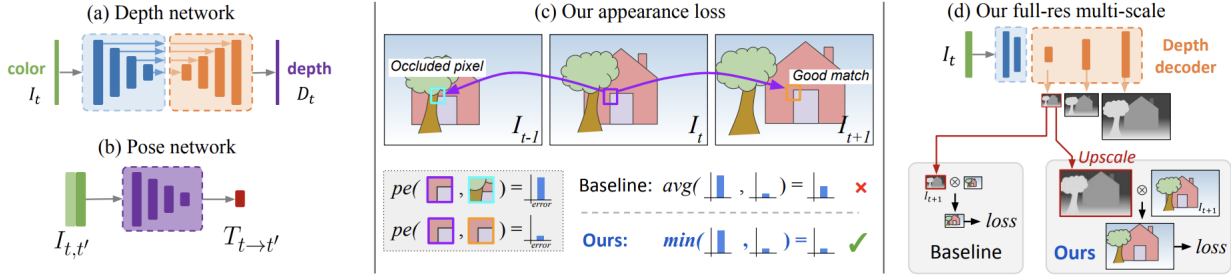 (a) Depth network
color
I_t
depth
D_t
(b) Pose network
I_{t,t'}
T_{t→t'}
(c) Our appearance loss
Occluded pixel
Good match
I_{t-1}
I_t
I_{t+1}
pe( , ) =
error
pe( , ) =
error
Baseline: avg( , ) = ×
Ours: min( , ) = ✓
(d) Our full-res multi-scale
I_t
Depth
decoder
Upscale
I_{t+1}
⊗
loss
Baseline
I_{t+1}
⊗
loss
Ours